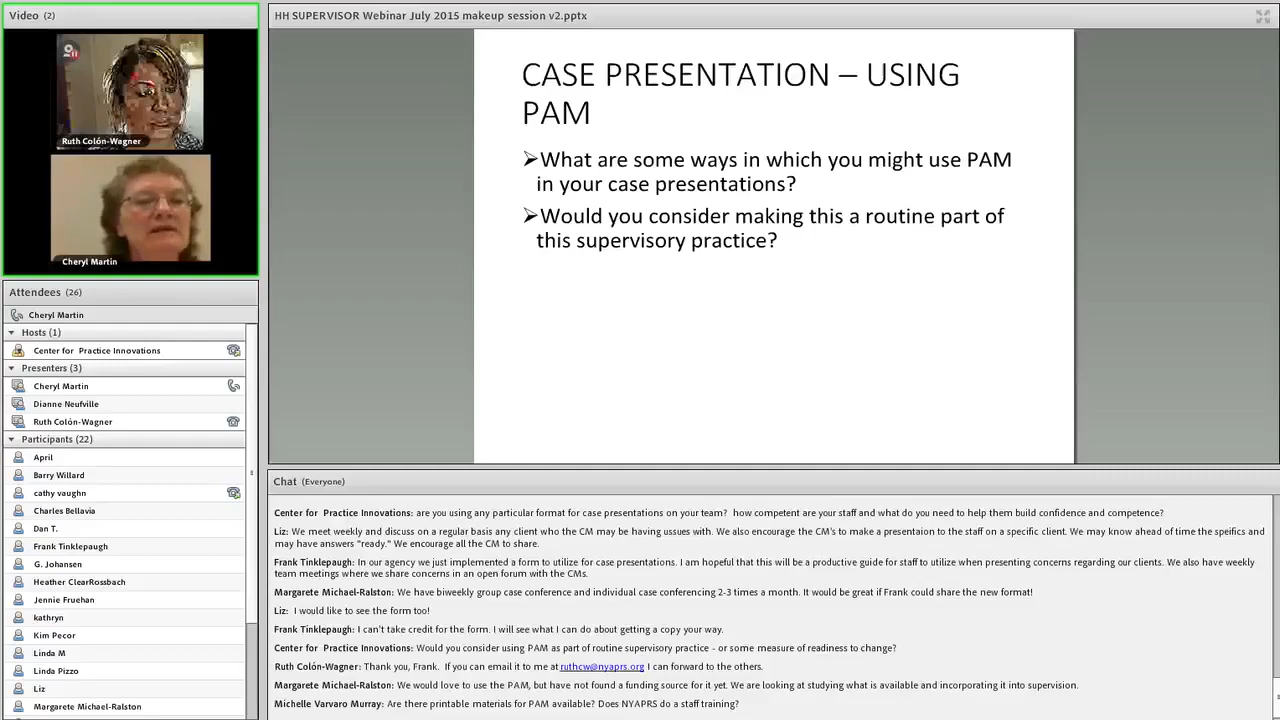 Video (2)
Ruth Colón-Wagner
Cheryl Martin
Attendees (26)
Cheryl Martin
Hosts (1)
Center for Practice Innovations
Presenters (3)
Cheryl Martin
Dianne Neufville
Ruth Colón-Wagner
Participants (22)
April
Barry Willard
cathy vaughn
Charles Bellavia
Dan T.
Frank Tinklepaugh
G. Johansen
Heather ClearRossbach
Jennie Fruehan
kathryn
Kim Pecor
Linda M
Linda Pizzo
Liz
Margarete Michael-Ralston
HH SUPERVISOR Webinar July 2015 makeup session v2.pptx
CASE PRESENTATION – USING
PAM
What are some ways in which you might use PAM
in your case presentations?
Would you consider making this a routine part of
this supervisory practice?
Chat (Everyone)
Center for Practice Innovations: are you using any particular format for case presentations on your team? how competent are your staff and what do you need to help them build confidence and competence?
Liz: We meet weekly and discuss on a regular basis any client who the CM may be having ussues with. We also encourage the CM's to make a presentaion to the staff on a specific client. We may know ahead of time the speifics and
may have answers "ready." We encourage all the CM to share.
Frank Tinklepaugh: In our agency we just implemented a form to utilize for case presentations. I am hopeful that this will be a productive guide for staff to utilize when presenting concerns regarding our clients. We also have weekly
team meetings where we share concerns in an open forum with the CMs.
Margarete Michael-Ralston: We have biweekly group case conference and individual case conferencing 2-3 times a month. It would be great if Frank could share the new format!
Liz: I would like to see the form too!
Frank Tinklepaugh: I can't take credit for the form. I will see what I can do about getting a copy your way.
Center for Practice Innovations: Would you consider using PAM as part of routine supervisory practice - or some measure of readiness to change?
Ruth Colón-Wagner: Thank you, Frank. If you can email it to me at ruthcw@nyaprs.org I can forward to the others.
Margarete Michael-Ralston: We would love to use the PAM, but have not found a funding source for it yet. We are looking at studying what is available and incorporating it into supervision.
Michelle Varvaro Murray: Are there printable materials for PAM available? Does NYAPRS do a staff training?